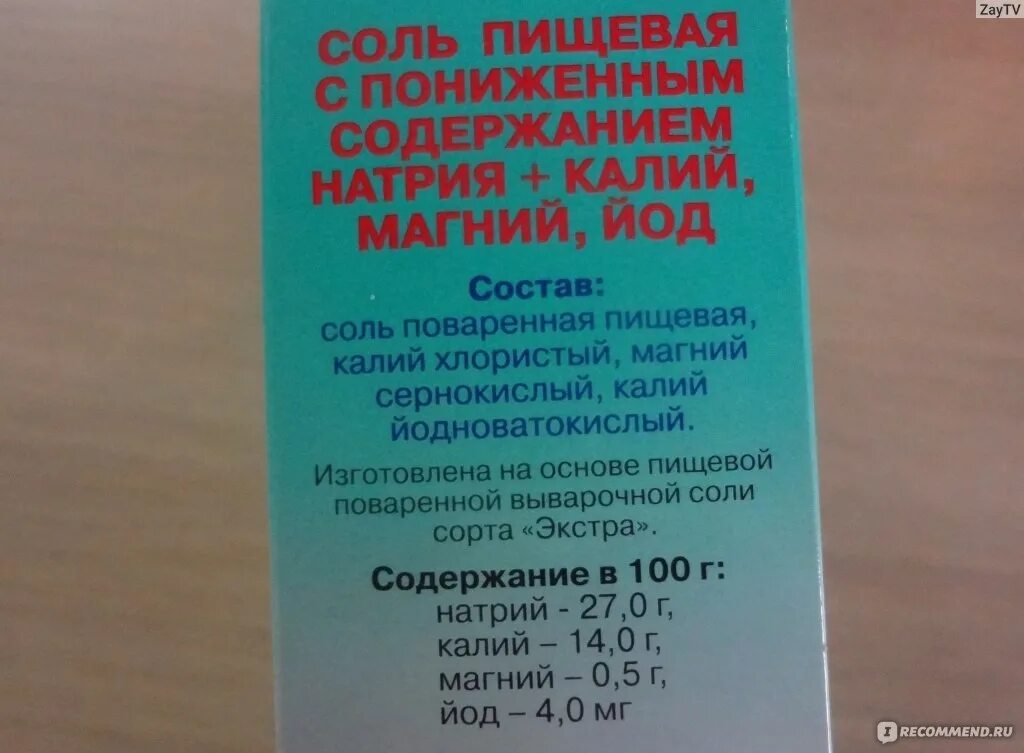 ZayTV
СОЛЬ ПИЩЕВАЯ
С ПОНИЖЕННЫМ
СОДЕРЖАНИЕМ
НАТРИЯ + КАЛИЙ,
МАГНИЙ, ЙОД
Состав:
соль поваренная пищевая,
калий хлористый, магний
сернокислый, калий
йодноватокислый.
Изготовлена на основе пищевой
поваренной выварочной соли
сорта «Экстра».
Содержание в 100 г:
натрий - 27,0 г,
калий – 14,0 г,
магний – 0,5 г,
йод – 4,0 мг
IRECOMMEND.RU